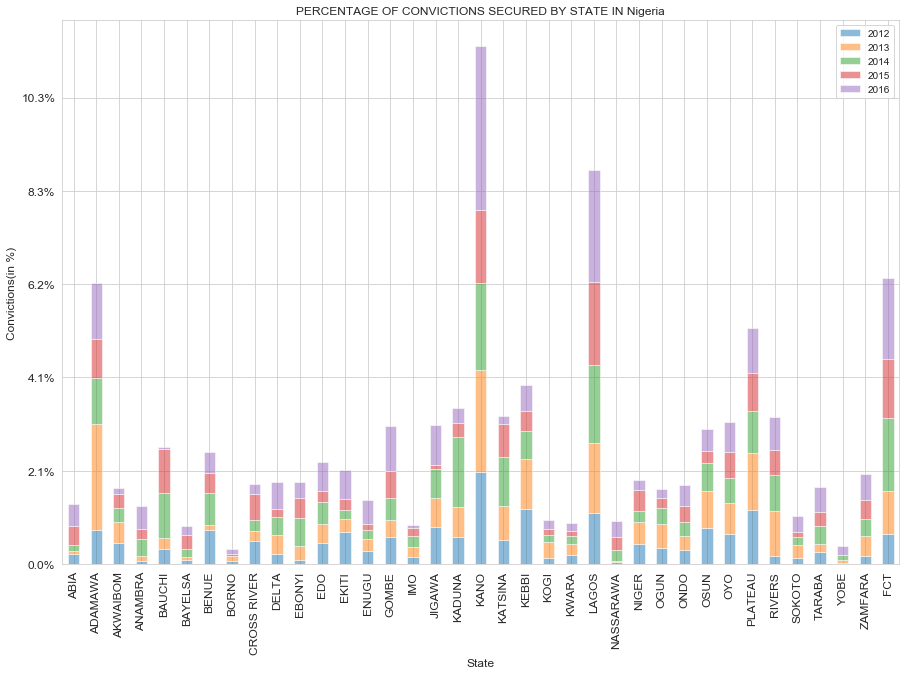 PERCENTAGE OF CONVICTIONS SECURED BY STATE IN Nigeria
2012
2013
2014
2015
2016
10.3%
8.3%
6.2%
4.1%
2.1%
0.0%
Convictions(in %)
ABIA
ADAMAWA
AKWAIBOM
ANAMBRA
BAUCHI
BAYELSA
BENUE
BORNO
CROSS RIVER
DELTA
EBONYI
EDO
EKITI
ENUGU
GOMBE
IMO
JIGAWA
KADUNA
KANO
KATSINA
KEBBI
KOGI
KWARA
LAGOS
NASSARAWA
NIGER
OGUN
ONDO
OSUN
OYO
PLATEAU
RIVERS
SOKOTO
TARABA
YOBE
ZAMFARA
FCT
State